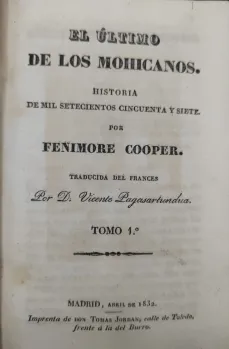 EL ÚLTIMO
DE LOS MOHICANOS.
HISTORIA
DE MIL SETECIENTOS CINCUENTA Y SIETE.
POR
FENIMORE COOPER.
TRADUCIDA DEL FRANCES
Por D. Vicente Pagasartundua.
TOMO 1.º
MADRID, ABRIL DE 1832.
Imprenta de DON TOMAS JORDAN, calle de Toledo,
frente á la del Burro.